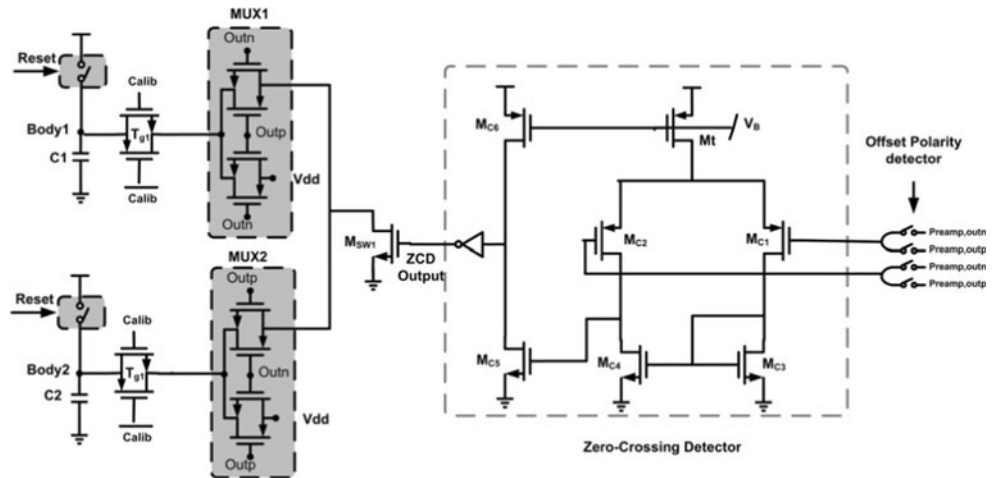 MUX1
Outn
Reset
Calib
Body1
Tg1
Outp
C1
Vdd
Calib
Outn
MC6
Mt
VB
Offset Polarity
detector
MC2
MC1
Preamp,outn
Preamp,outp
Preamp,outn
Preamp,outp
MSW1
ZCD
Output
MUX2
Outp
Reset
Calib
Body2
Tg1
Outn
C2
Vdd
Calib
Outp
MC5
MC4
MC3
Zero-Crossing Detector